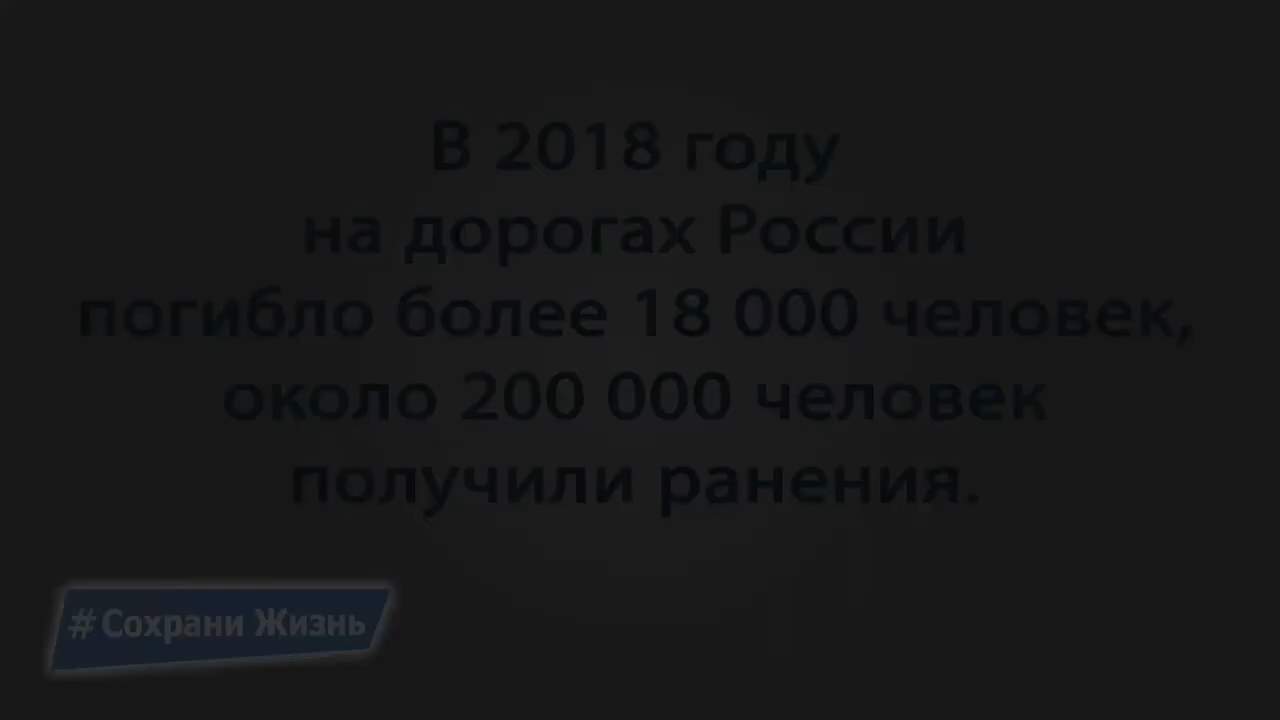 В 2018 году
на дорогах России
погибло более 18 000 человек,
около 200 000 человек
получили ранения.
#Сохрани Жизнь